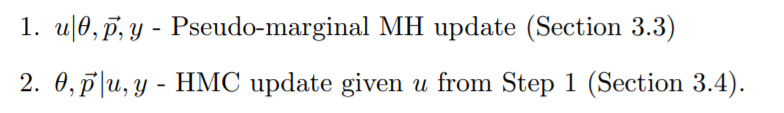 1. u|θ, p⃗, y - Pseudo-marginal MH update (Section 3.3)
2. θ, p⃗|u, y - HMC update given u from Step 1 (Section 3.4).